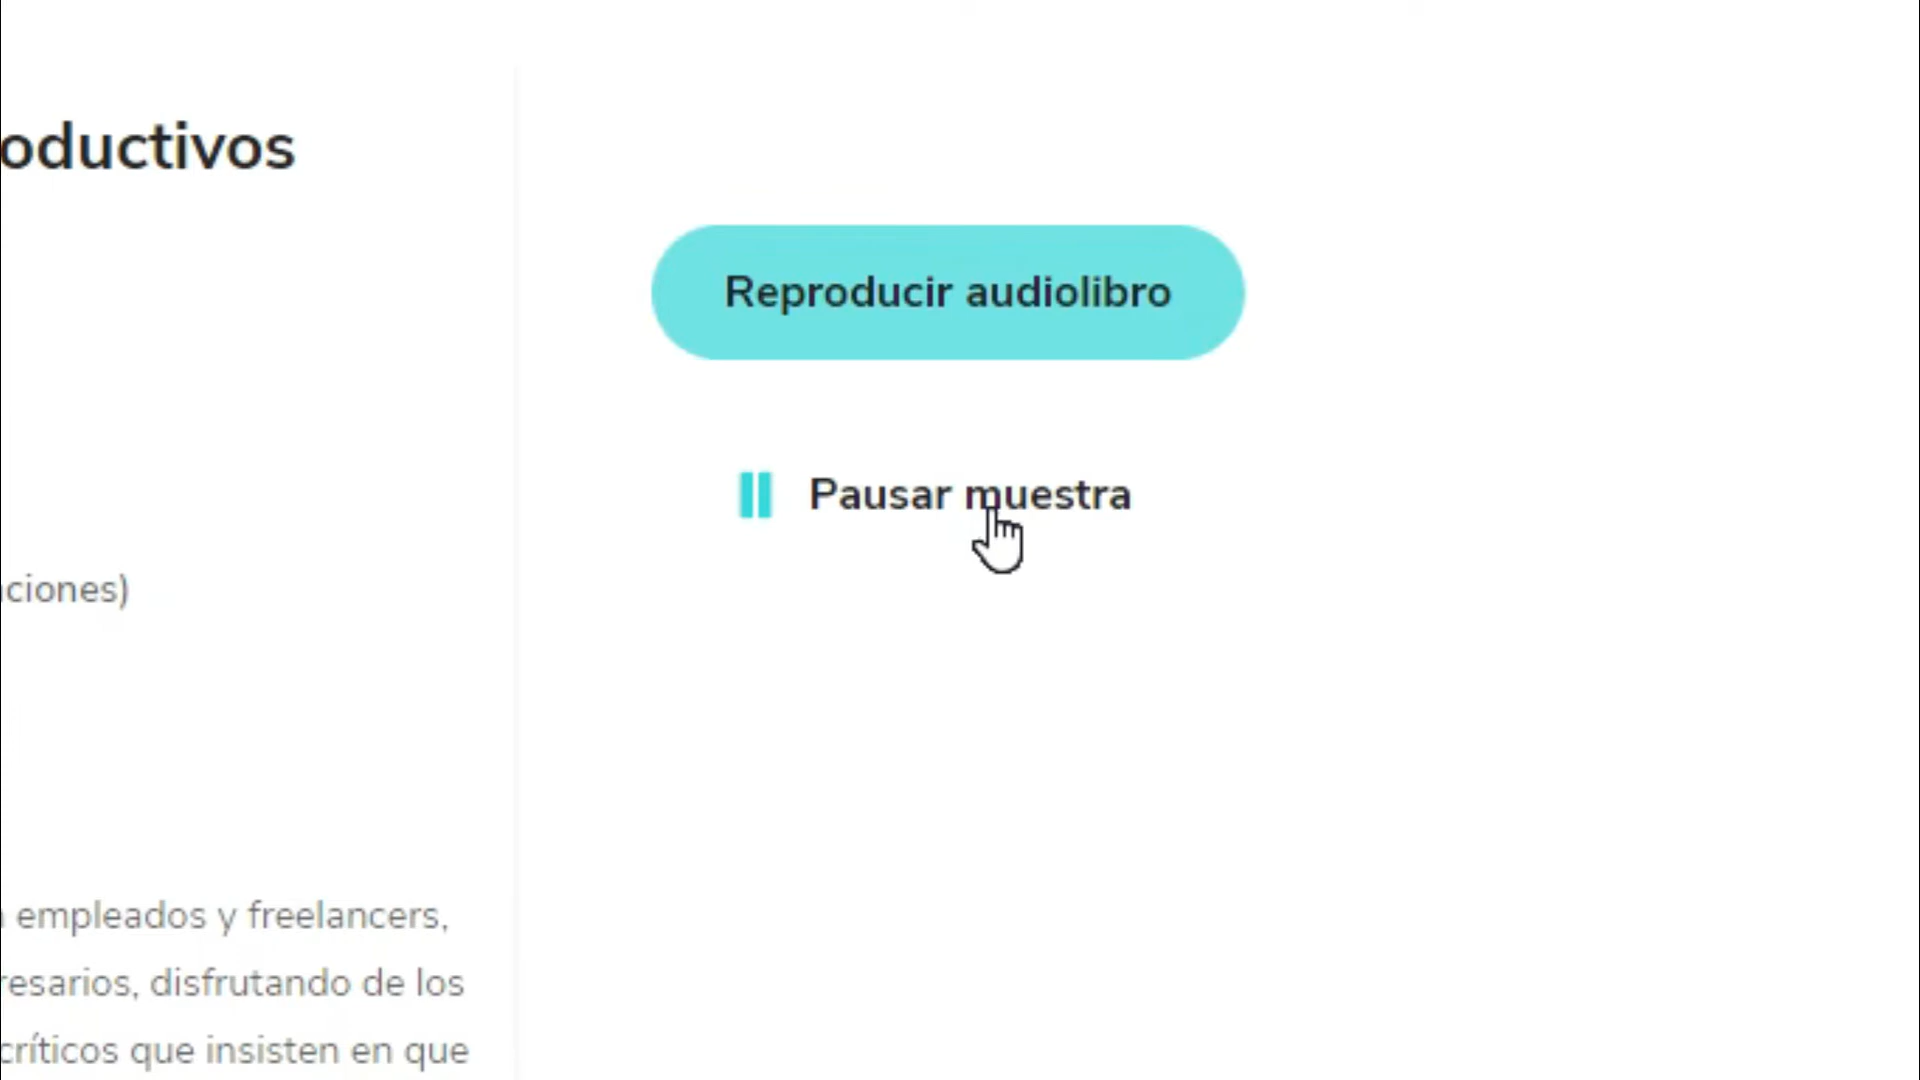 oductivos
Reproducir audiolibro
Pausar muestra
ciones)
empleados y freelancers,
resarios, disfrutando de los
críticos que insisten en que